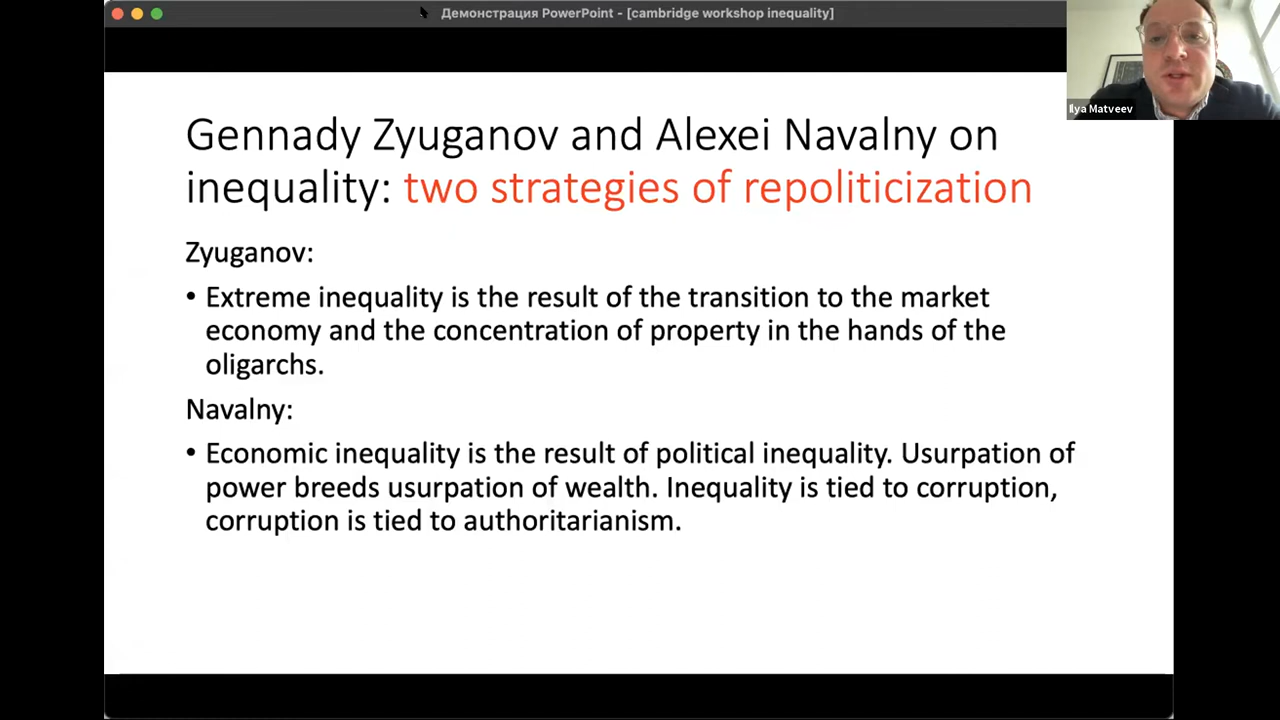 Демонстрация PowerPoint - [cambridge workshop inequality]
Ilya Matveev
Gennady Zyuganov and Alexei Navalny on
inequality: two strategies of repoliticization
Zyuganov:
• Extreme inequality is the result of the transition to the market
economy and the concentration of property in the hands of the
oligarchs.
Navalny:
• Economic inequality is the result of political inequality. Usurpation of
power breeds usurpation of wealth. Inequality is tied to corruption,
corruption is tied to authoritarianism.